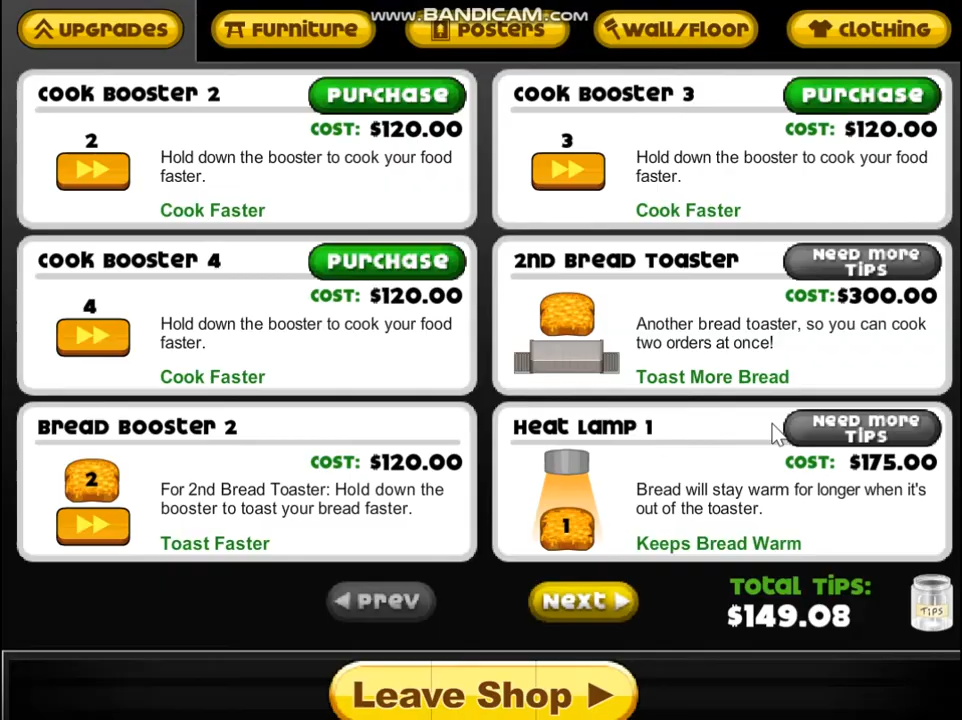 www.BANDICAM.com
UPGRADES
FURNITURE
POSTERS
WALL/FLOOR
CLOTHING
COOK BOOSTER 2
PURCHASE
COST: $120.00
2
Hold down the booster to cook your food
faster.
Cook Faster
COOK BOOSTER 3
PURCHASE
COST: $120.00
3
Hold down the booster to cook your food
faster.
Cook Faster
COOK BOOSTER 4
PURCHASE
COST: $120.00
4
Hold down the booster to cook your food
faster.
Cook Faster
2ND BREAD TOASTER
NEED MORE
TIPS
COST: $300.00
Another bread toaster, so you can cook
two orders at once!
Toast More Bread
BREAD BOOSTER 2
COST: $120.00
2
For 2nd Bread Toaster: Hold down the
booster to toast your bread faster.
Toast Faster
HEAT LAMP 1
NEED MORE
TIPS
COST: $175.00
1
Bread will stay warm for longer when it's
out of the toaster.
Keeps Bread Warm
PREV
NEXT
TOTAL TIPS:
$149.08
TIPS
Leave Shop